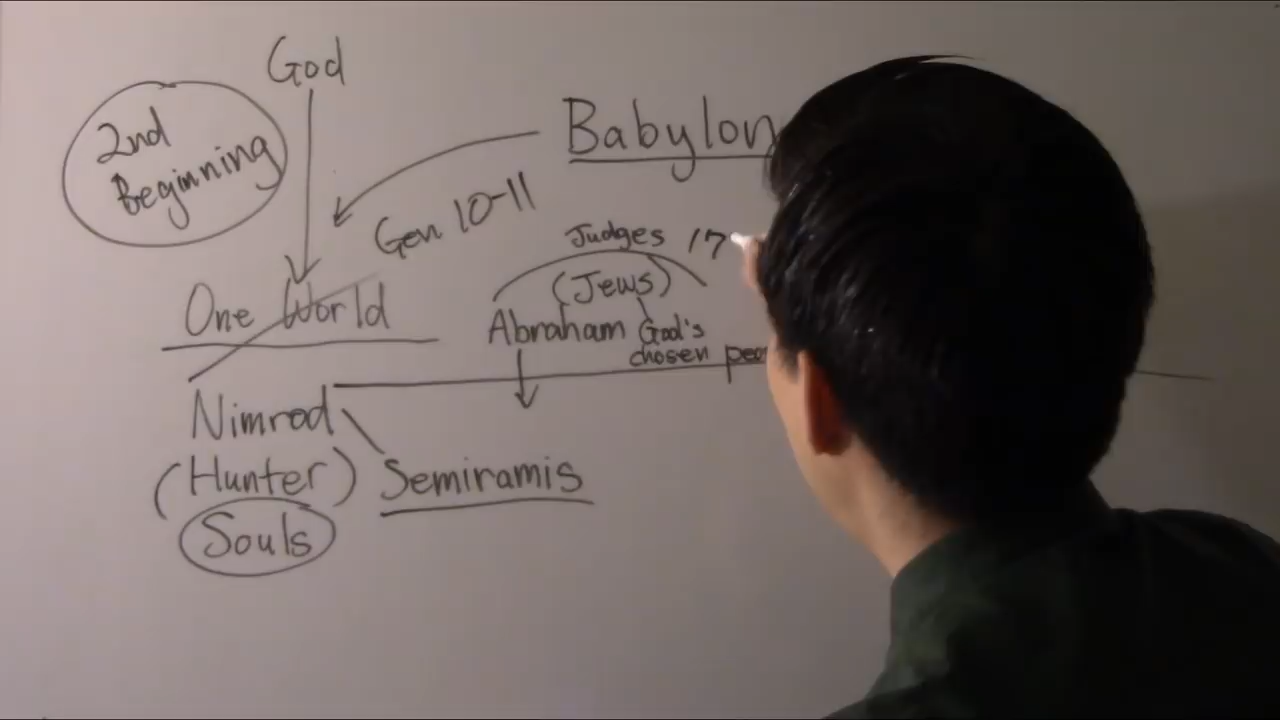 God
2nd
Beginning
Babylon
Gen 10-11
Judges 17
(Jews)
One World
Abraham God's
chosen
Nimrod
(Hunter)
Semiramis
Souls